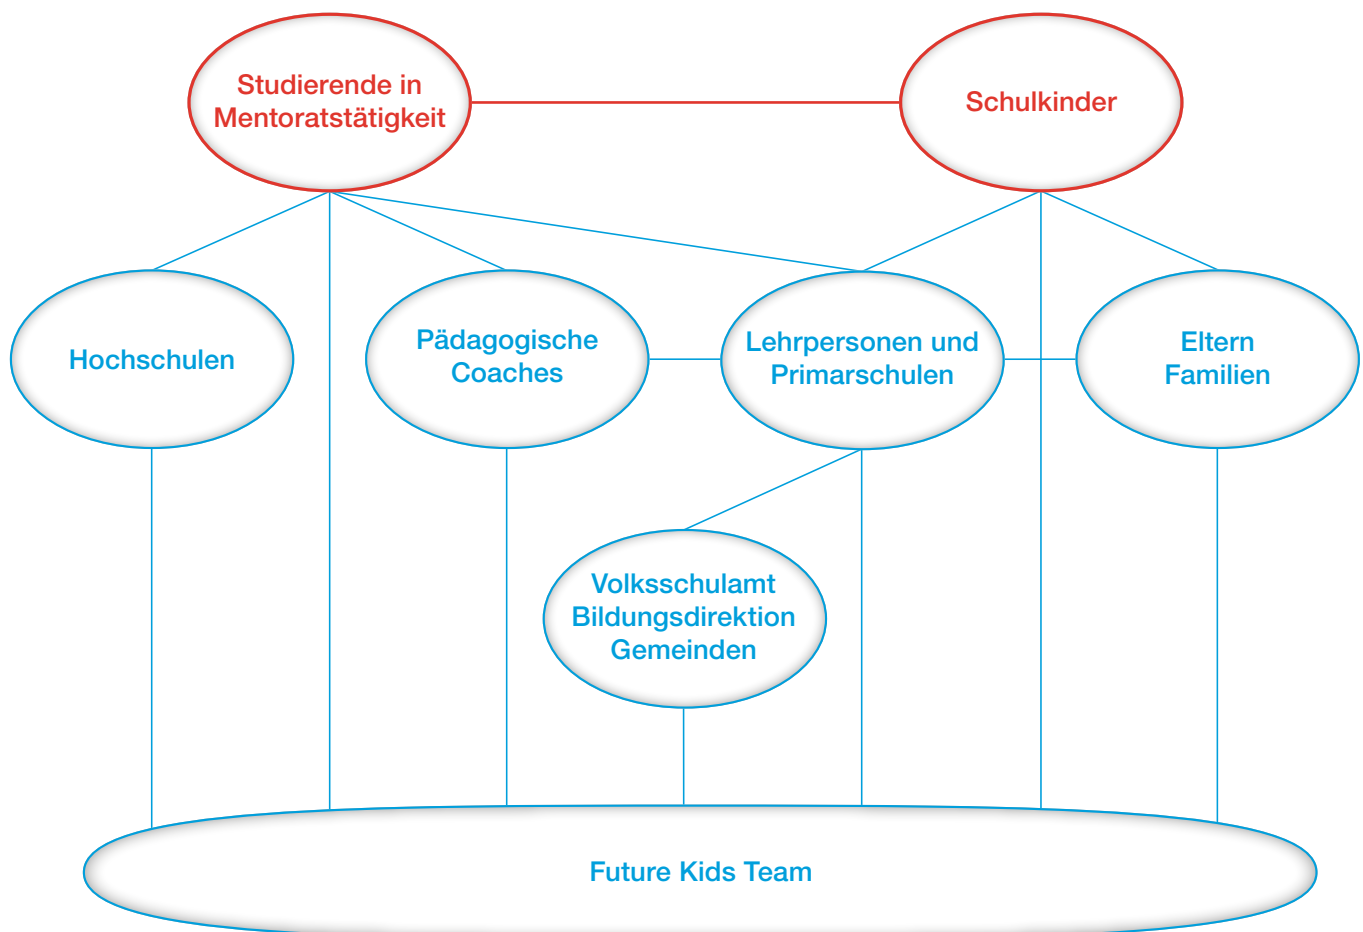 Studierende in
Mentoratstätigkeit
Schulkinder
Hochschulen
Pädagogische
Coaches
Lehrpersonen und
Primarschulen
Eltern
Familien
Volksschulamt
Bildungsdirektion
Gemeinden
Future Kids Team